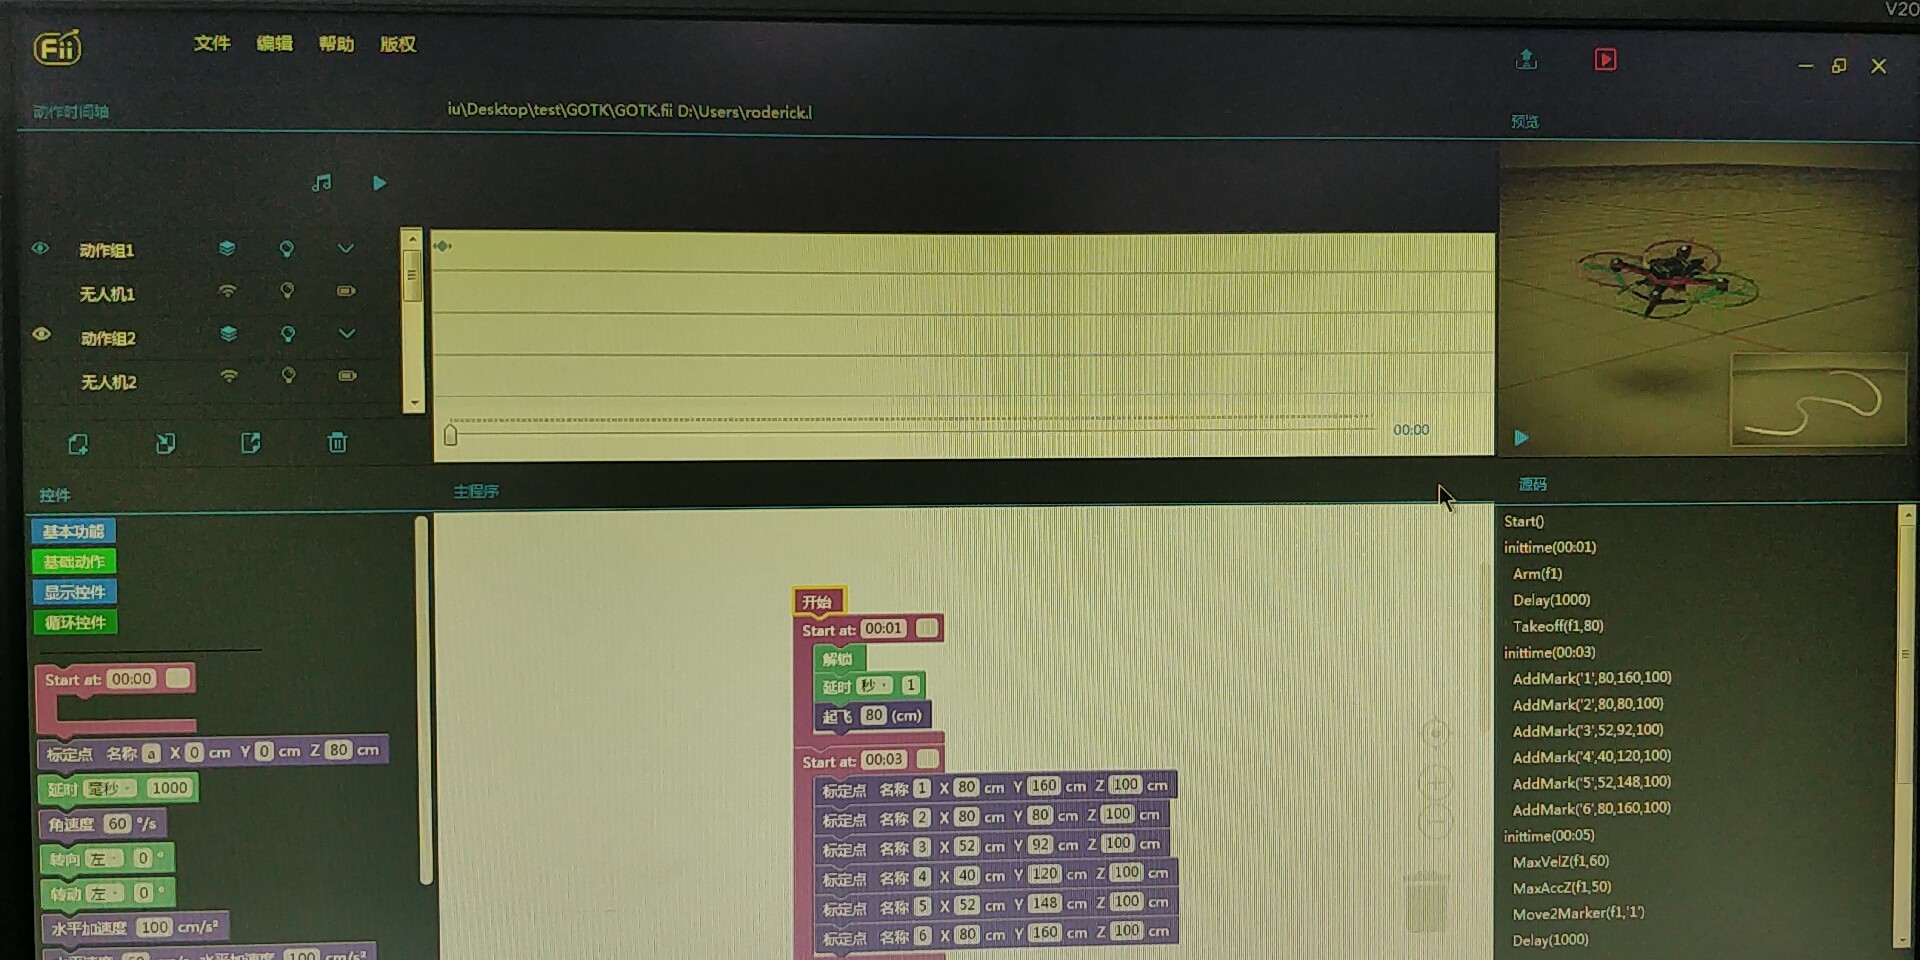 V20
Fii
文件 编辑 帮助 版权
动作时间轴
iu\Desktop\test\GOTK\GOTK.fii D:\Users\roderick.l
预览
动作组1
无人机1
动作组2
无人机2
00:00
控件
基本功能
基础动作
显示控件
循环控件
Start at: 00:00
标定点 名称 a X 0 cm Y 0 cm Z 80 cm
延时 毫秒 1000
角速度 60 °/s
转向 左 0 °
转动 左 0 °
水平加速度 100 cm/s²
水平速度 60 cm/s 水平加速度 100 cm/s²
主程序
开始
Start at: 00:01
解锁
延时 秒 1
起飞 80 (cm)
Start at: 00:03
标定点 名称 1 X 80 cm Y 160 cm Z 100 cm
标定点 名称 2 X 80 cm Y 80 cm Z 100 cm
标定点 名称 3 X 52 cm Y 92 cm Z 100 cm
标定点 名称 4 X 40 cm Y 120 cm Z 100 cm
标定点 名称 5 X 52 cm Y 148 cm Z 100 cm
标定点 名称 6 X 80 cm Y 160 cm Z 100 cm
源码
Start()
inittime(00:01)
Arm(f1)
Delay(1000)
Takeoff(f1,80)
inittime(00:03)
AddMark('1',80,160,100)
AddMark('2',80,80,100)
AddMark('3',52,92,100)
AddMark('4',40,120,100)
AddMark('5',52,148,100)
AddMark('6',80,160,100)
inittime(00:05)
MaxVelZ(f1,60)
MaxAccZ(f1,50)
Move2Marker(f1,'1')
Delay(1000)